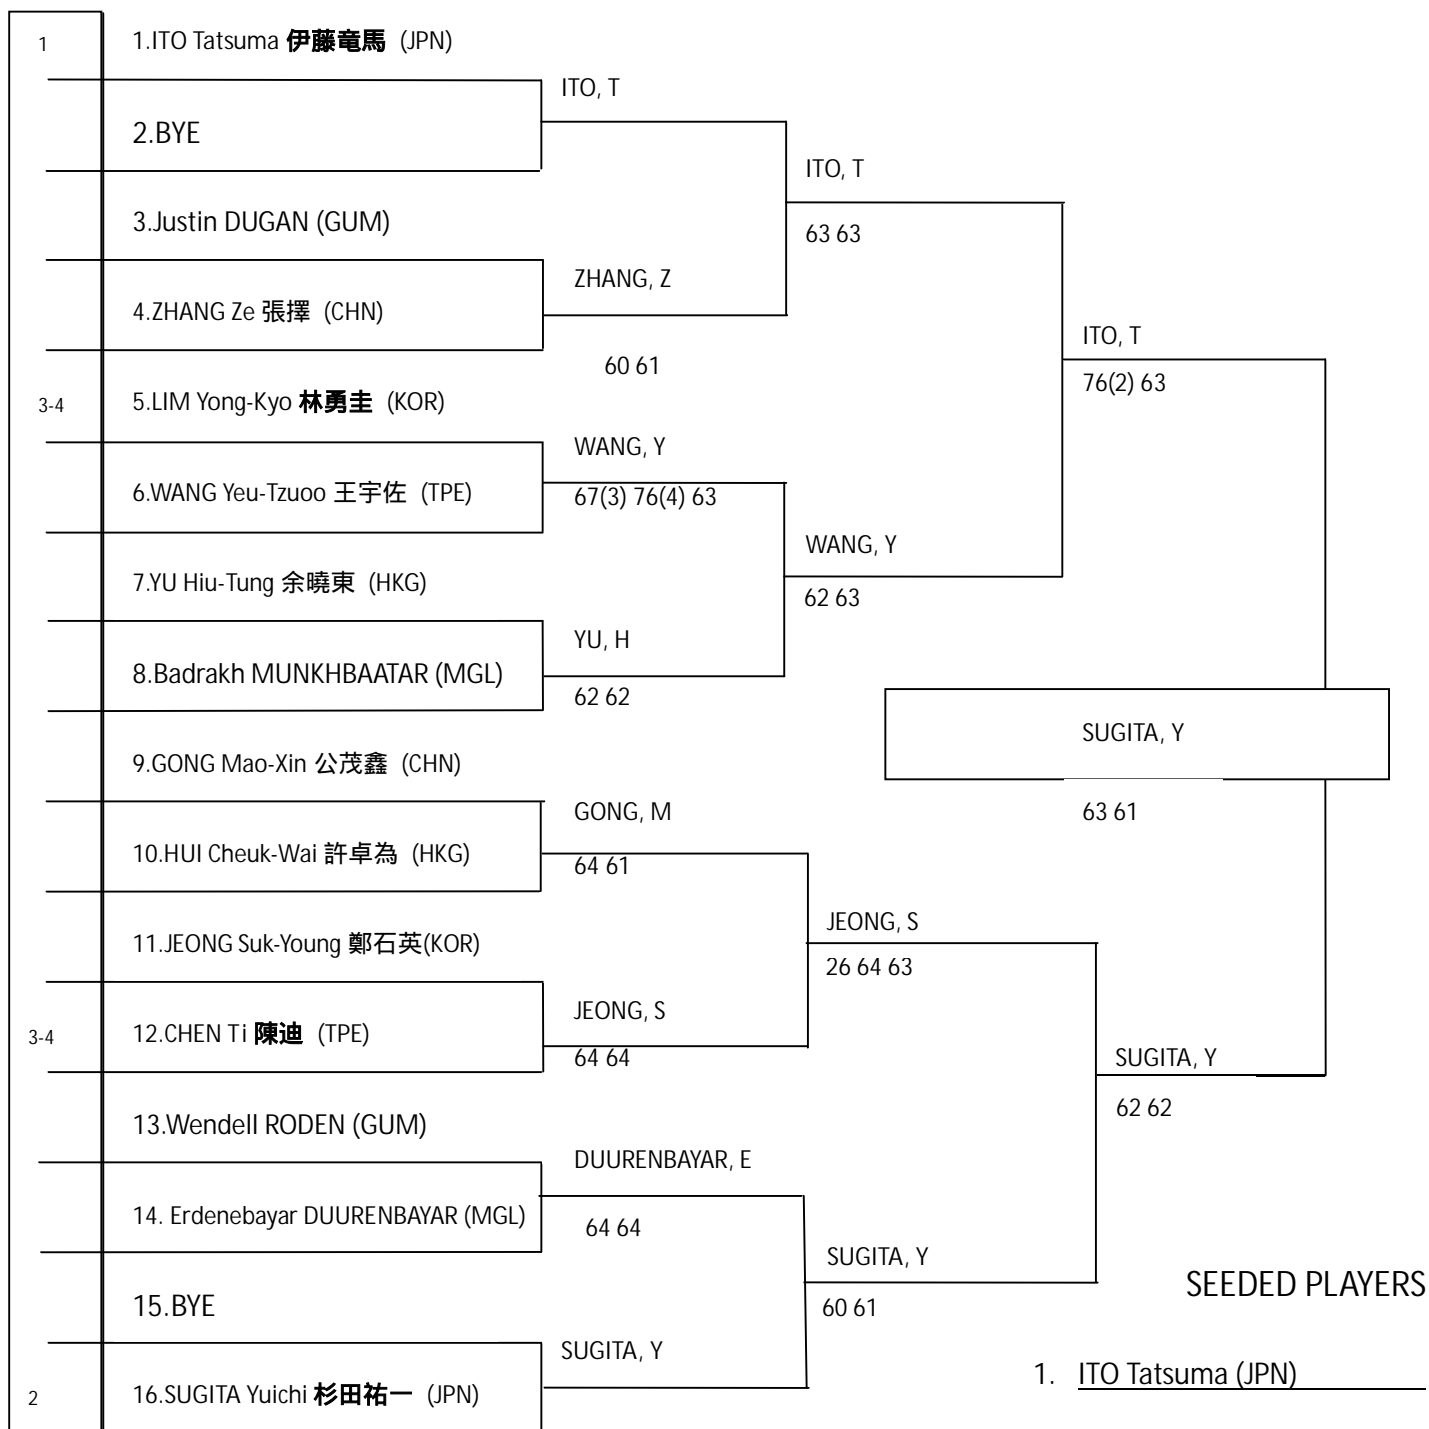 1
1.ITO Tatsuma 伊藤竜馬 (JPN)
2.BYE
3.Justin DUGAN (GUM)
4.ZHANG Ze 張擇 (CHN)
3-4
5.LIM Yong-Kyo 林勇圭 (KOR)
6.WANG Yeu-Tzuoo 王宇佐 (TPE)
7.YU Hiu-Tung 余曉東 (HKG)
8.Badrakh MUNKHBAATAR (MGL)
9.GONG Mao-Xin 公茂鑫 (CHN)
10.HUI Cheuk-Wai 許卓為 (HKG)
11.JEONG Suk-Young 鄭石英(KOR)
3-4
12.CHEN Ti 陳迪 (TPE)
13.Wendell RODEN (GUM)
14. Erdenebayar DUURENBAYAR (MGL)
15.BYE
2
16.SUGITA Yuichi 杉田祐一 (JPN)
ITO, T
ZHANG, Z
60 61
WANG, Y
67(3) 76(4) 63
YU, H
62 62
GONG, M
64 61
JEONG, S
64 64
DUURENBAYAR, E
64 64
SUGITA, Y
ITO, T
63 63
WANG, Y
62 63
JEONG, S
26 64 63
SUGITA, Y
60 61
ITO, T
76(2) 63
SUGITA, Y
62 62
SUGITA, Y
63 61
SEEDED PLAYERS
1. ITO Tatsuma (JPN)